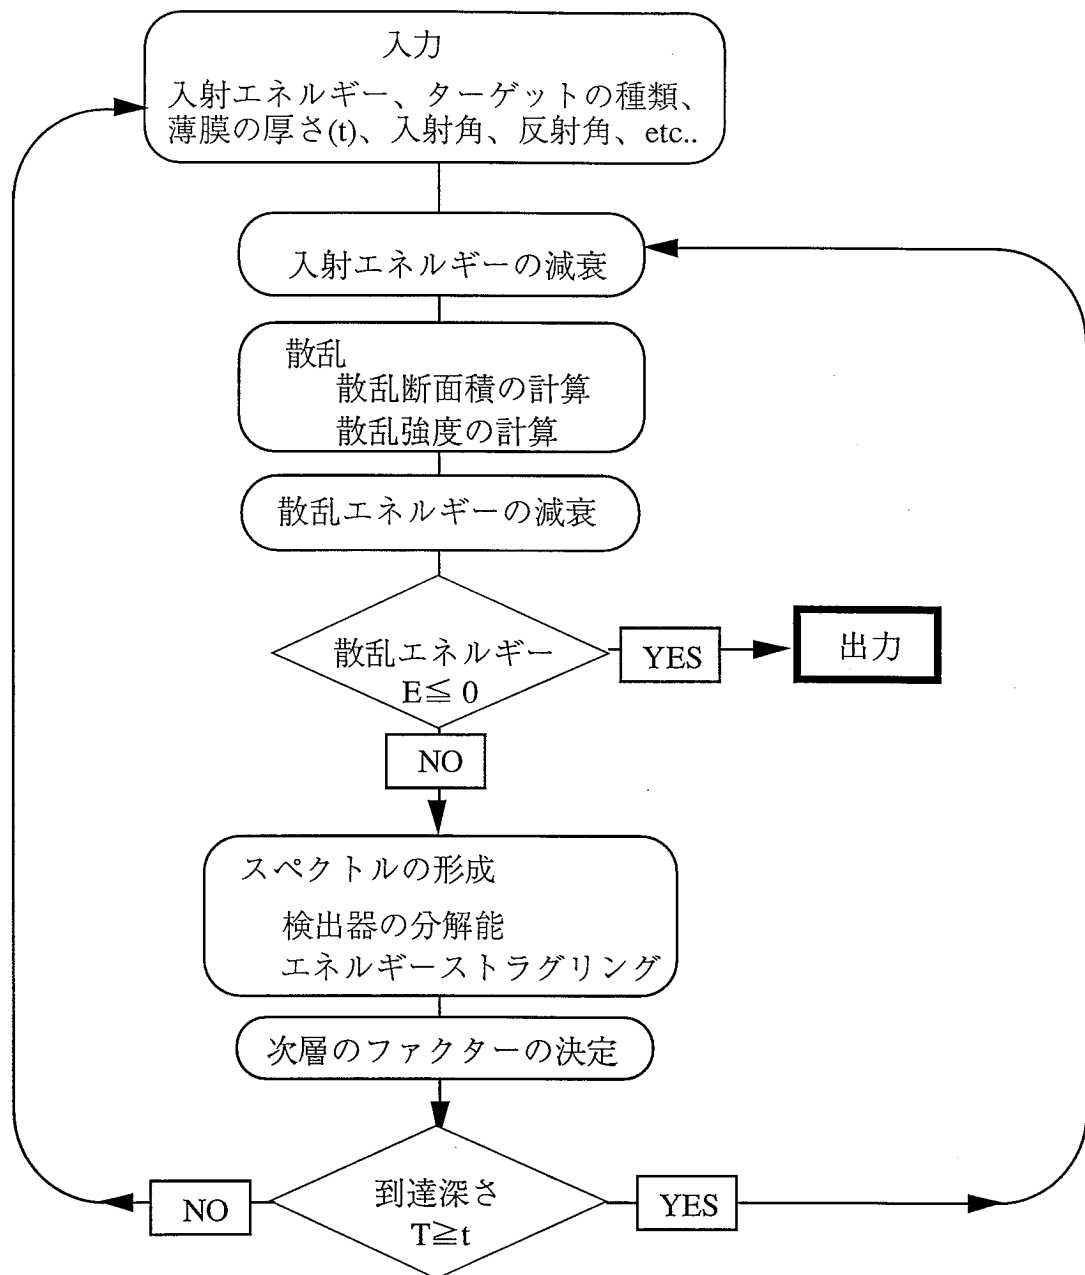 入力
入射エネルギー、ターゲットの種類、
薄膜の厚さ(t)、入射角、反射角、etc..
入射エネルギーの減衰
散乱
散乱断面積の計算
散乱強度の計算
散乱エネルギーの減衰
散乱エネルギー
E≦ 0
YES
出力
NO
スペクトルの形成
検出器の分解能
エネルギーストラグリング
次層のファクターの決定
到達深さ
T≧t
NO
YES